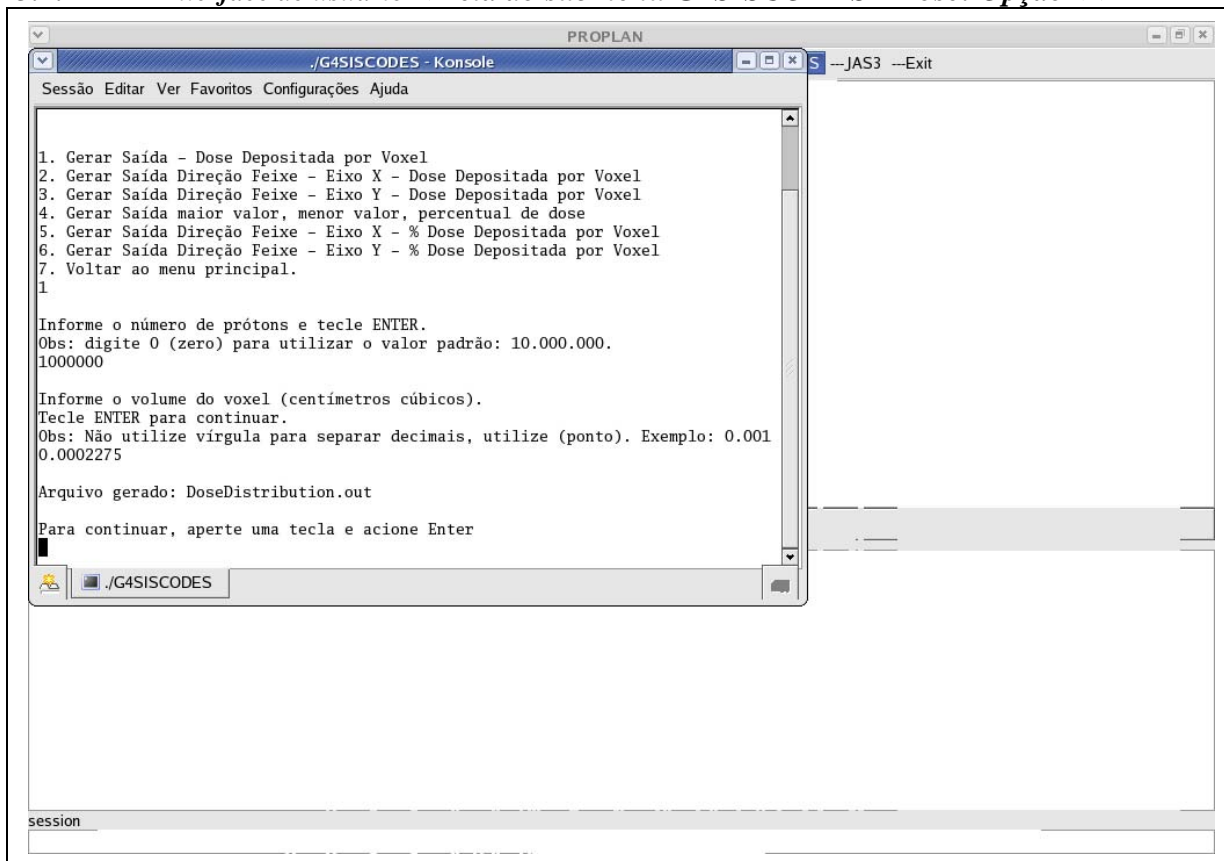 PROPLAN
./G4SISCODES - Konsole
S ---JAS3 ---Exit
Sessão Editar Ver Favoritos Configurações Ajuda
1. Gerar Saída - Dose Depositada por Voxel
2. Gerar Saída Direção Feixe - Eixo X - Dose Depositada por Voxel
3. Gerar Saída Direção Feixe - Eixo Y - Dose Depositada por Voxel
4. Gerar Saída maior valor, menor valor, percentual de dose
5. Gerar Saída Direção Feixe - Eixo X - % Dose Depositada por Voxel
6. Gerar Saída Direção Feixe - Eixo Y - % Dose Depositada por Voxel
7. Voltar ao menu principal.
1
Informe o número de prótons e tecle ENTER.
Obs: digite 0 (zero) para utilizar o valor padrão: 10.000.000.
1000000
Informe o volume do voxel (centímetros cúbicos).
Tecle ENTER para continuar.
Obs: Não utilize vírgula para separar decimais, utilize (ponto). Exemplo: 0.001
0.0002275
Arquivo gerado: DoseDistribution.out
Para continuar, aperte uma tecla e acione Enter
./G4SISCODES
session